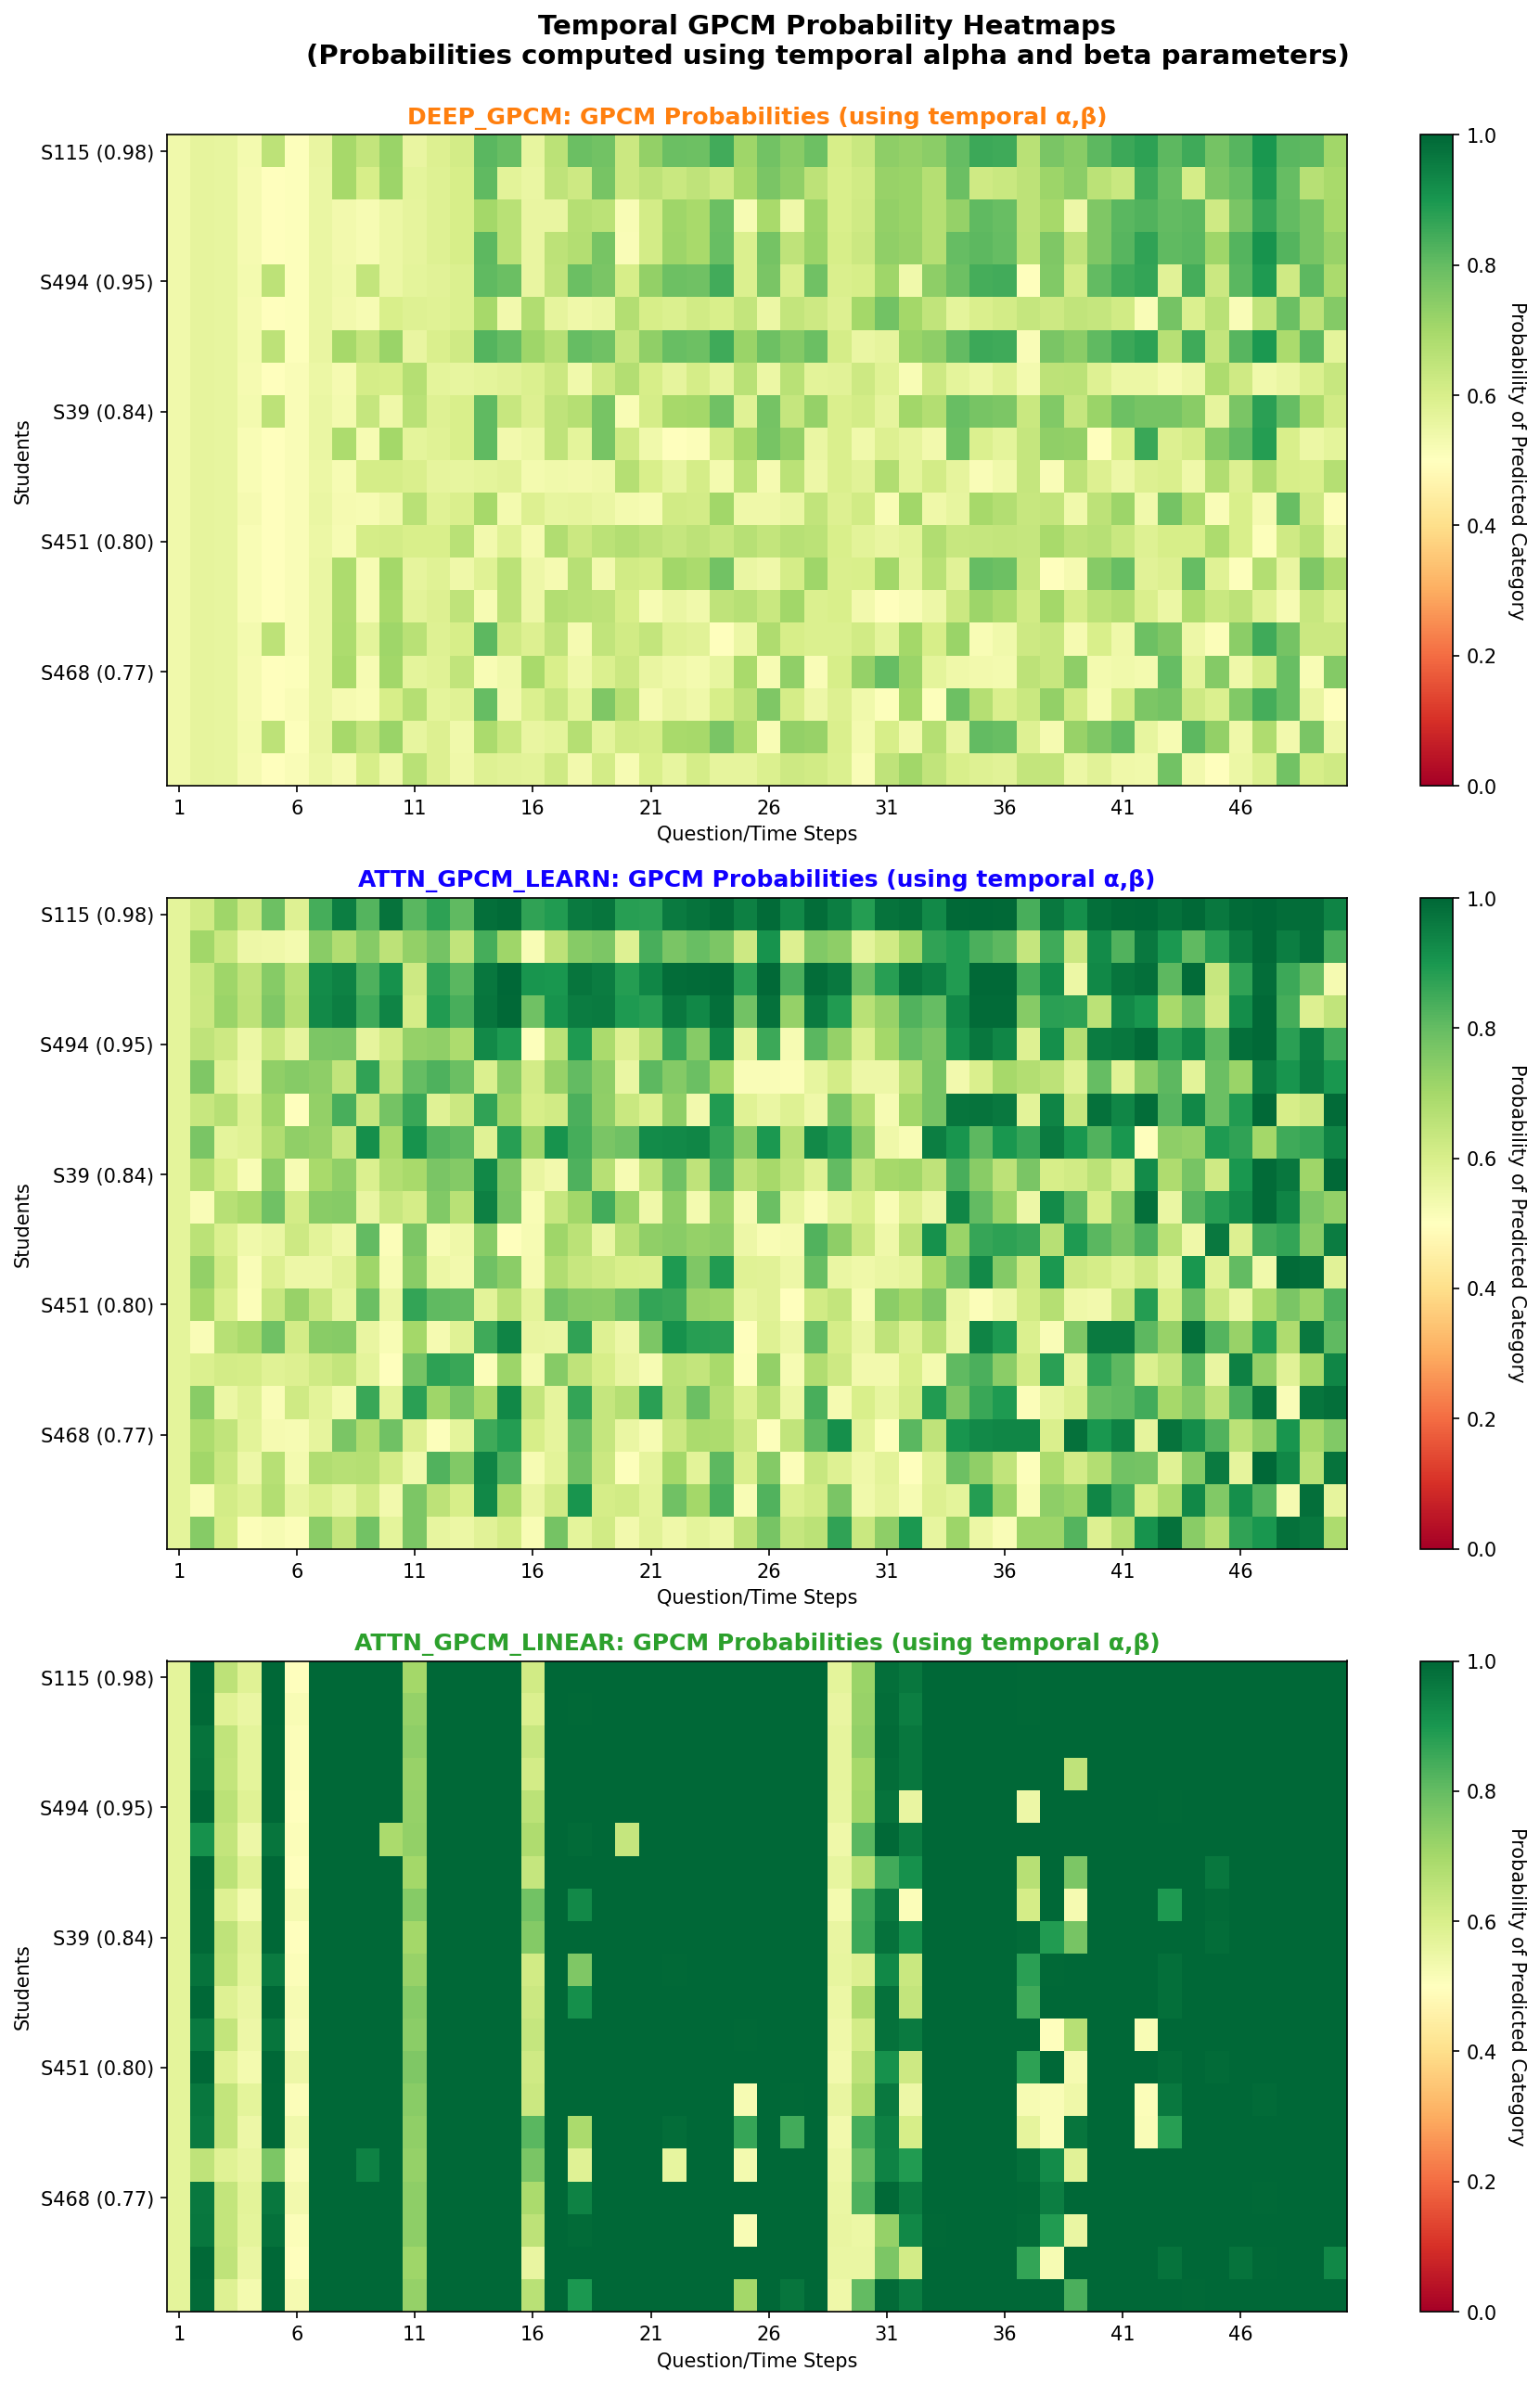 Temporal GPCM Probability Heatmaps
(Probabilities computed using temporal alpha and beta parameters)
DEEP_GPCM: GPCM Probabilities (using temporal α,β)
Students
S115 (0.98)
S494 (0.95)
S39 (0.84)
S451 (0.80)
S468 (0.77)
1 6 11 16 21 26 31 36 41 46
Question/Time Steps
1.0
0.8
0.6
0.4
0.2
0.0
Probability of Predicted Category
ATTN_GPCM_LEARN: GPCM Probabilities (using temporal α,β)
Students
S115 (0.98)
S494 (0.95)
S39 (0.84)
S451 (0.80)
S468 (0.77)
1 6 11 16 21 26 31 36 41 46
Question/Time Steps
1.0
0.8
0.6
0.4
0.2
0.0
Probability of Predicted Category
ATTN_GPCM_LINEAR: GPCM Probabilities (using temporal α,β)
Students
S115 (0.98)
S494 (0.95)
S39 (0.84)
S451 (0.80)
S468 (0.77)
1 6 11 16 21 26 31 36 41 46
Question/Time Steps
1.0
0.8
0.6
0.4
0.2
0.0
Probability of Predicted Category